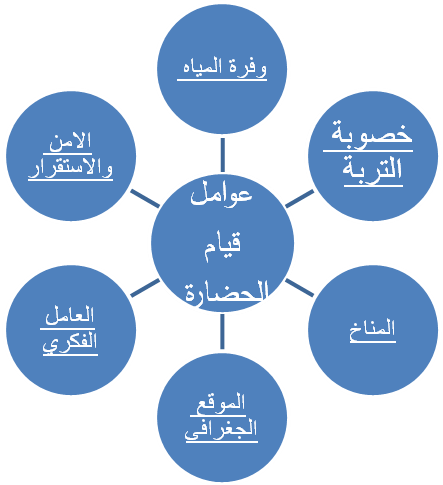 وفرة المياه
خصوبة
التربة
المناخ
الموقع
الجغرافي
العامل
الفكري
الامن
والاستقرار
عوامل
قيام
الحضارة